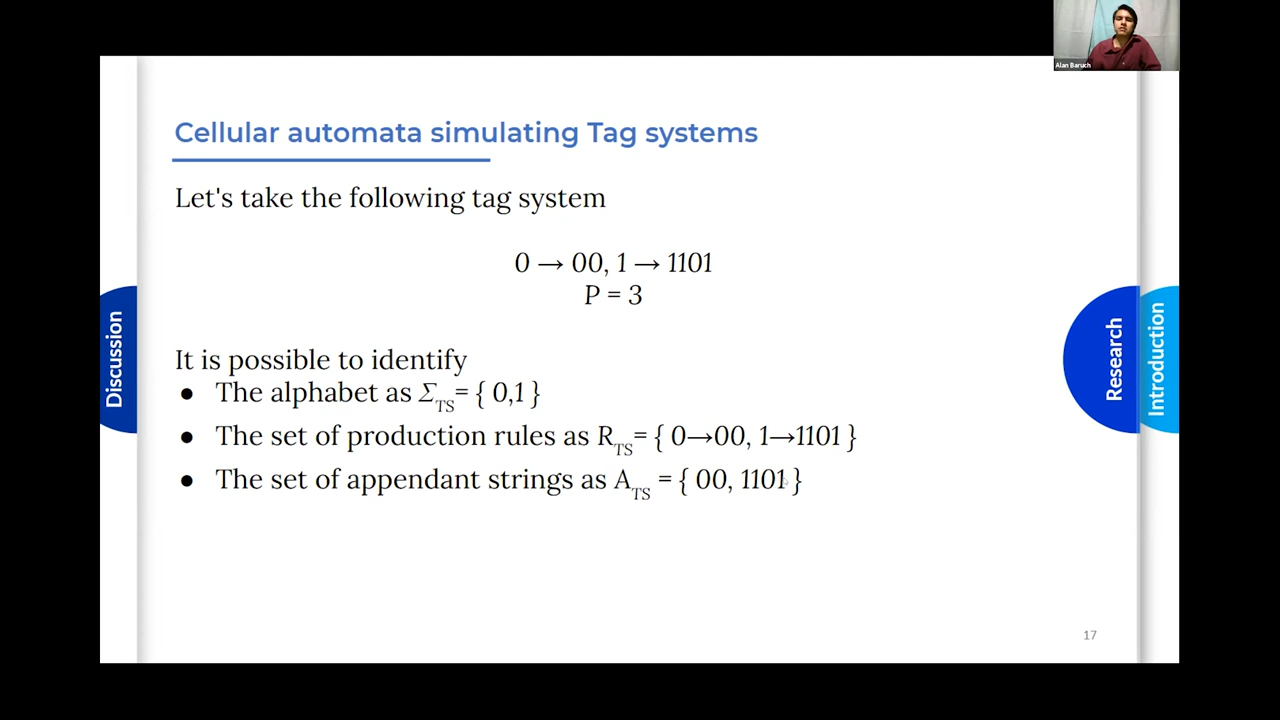 Alan Baruch
Cellular automata simulating Tag systems
Let's take the following tag system
0 → 00, 1 → 1101
P = 3
It is possible to identify
● The alphabet as Σ_TS= { 0,1 }
● The set of production rules as R_TS= { 0→00, 1→1101 }
● The set of appendant strings as A_TS = { 00, 1101 }
Discussion
Research
Introduction
17